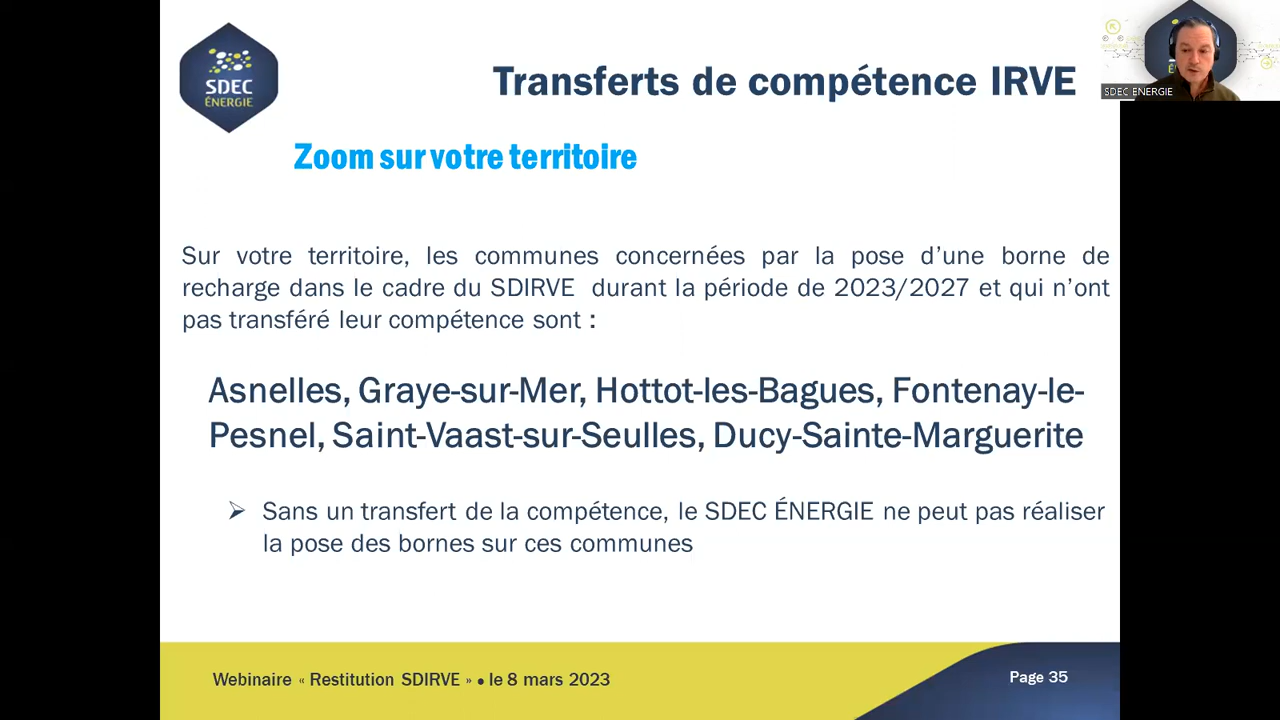 SDEC
ÉNERGIE
Transferts de compétence IRVE
SDEC ENERGIE
Zoom sur votre territoire
Sur votre territoire, les communes concernées par la pose d’une borne de
recharge dans le cadre du SDIRVE durant la période de 2023/2027 et qui n’ont
pas transféré leur compétence sont :
Asnelles, Graye-sur-Mer, Hottot-les-Bagues, Fontenay-le-
Pesnel, Saint-Vaast-sur-Seulles, Ducy-Sainte-Marguerite
➢ Sans un transfert de la compétence, le SDEC ÉNERGIE ne peut pas réaliser
la pose des bornes sur ces communes
Webinaire « Restitution SDIRVE » • le 8 mars 2023
Page 35